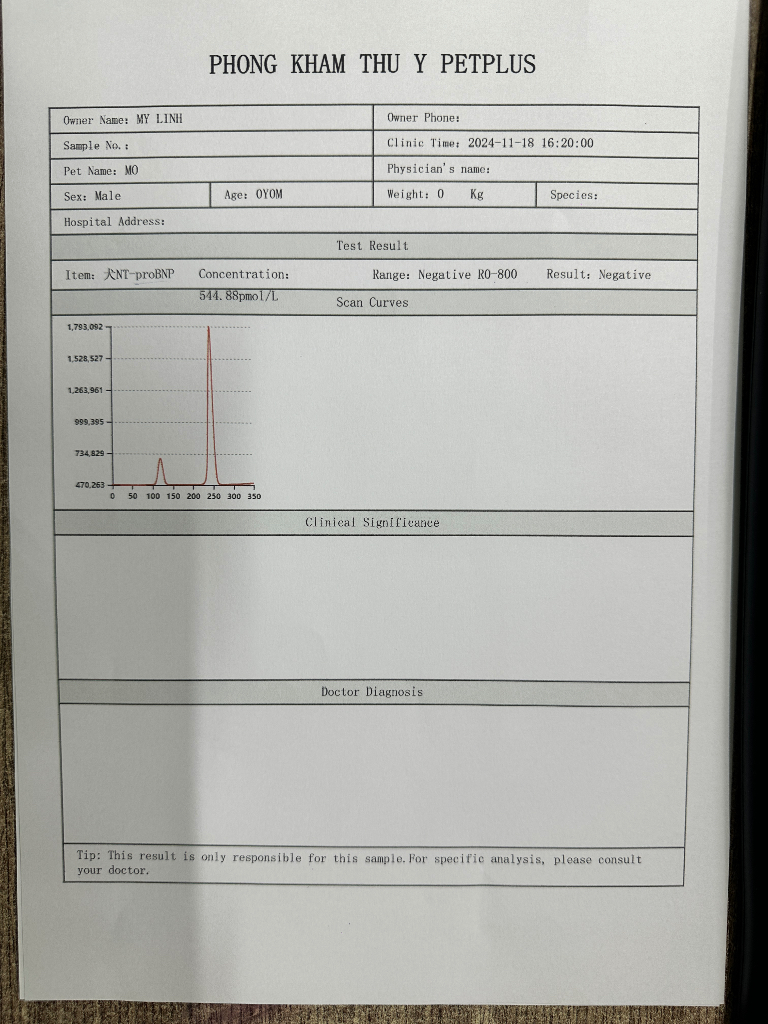 PHONG KHAM THU Y PETPLUS
Owner Name: MY LINH Owner Phone:
Sample No.: Clinic Time: 2024-11-18 16:20:00
Pet Name: MO Physician's name:
Sex: Male Age: 0Y0M Weight: 0 Kg Species:
Hospital Address:
Test Result
Item: 犬NT-proBNP Concentration: Range: Negative R0-800 Result: Negative
544.88pmol/L
Scan Curves
1,793,092
1,528,527
1,263,961
999,395
734,829
470,263
0 50 100 150 200 250 300 350
Clinical Significance
Doctor Diagnosis
Tip: This result is only responsible for this sample.For specific analysis, please consult
your doctor.